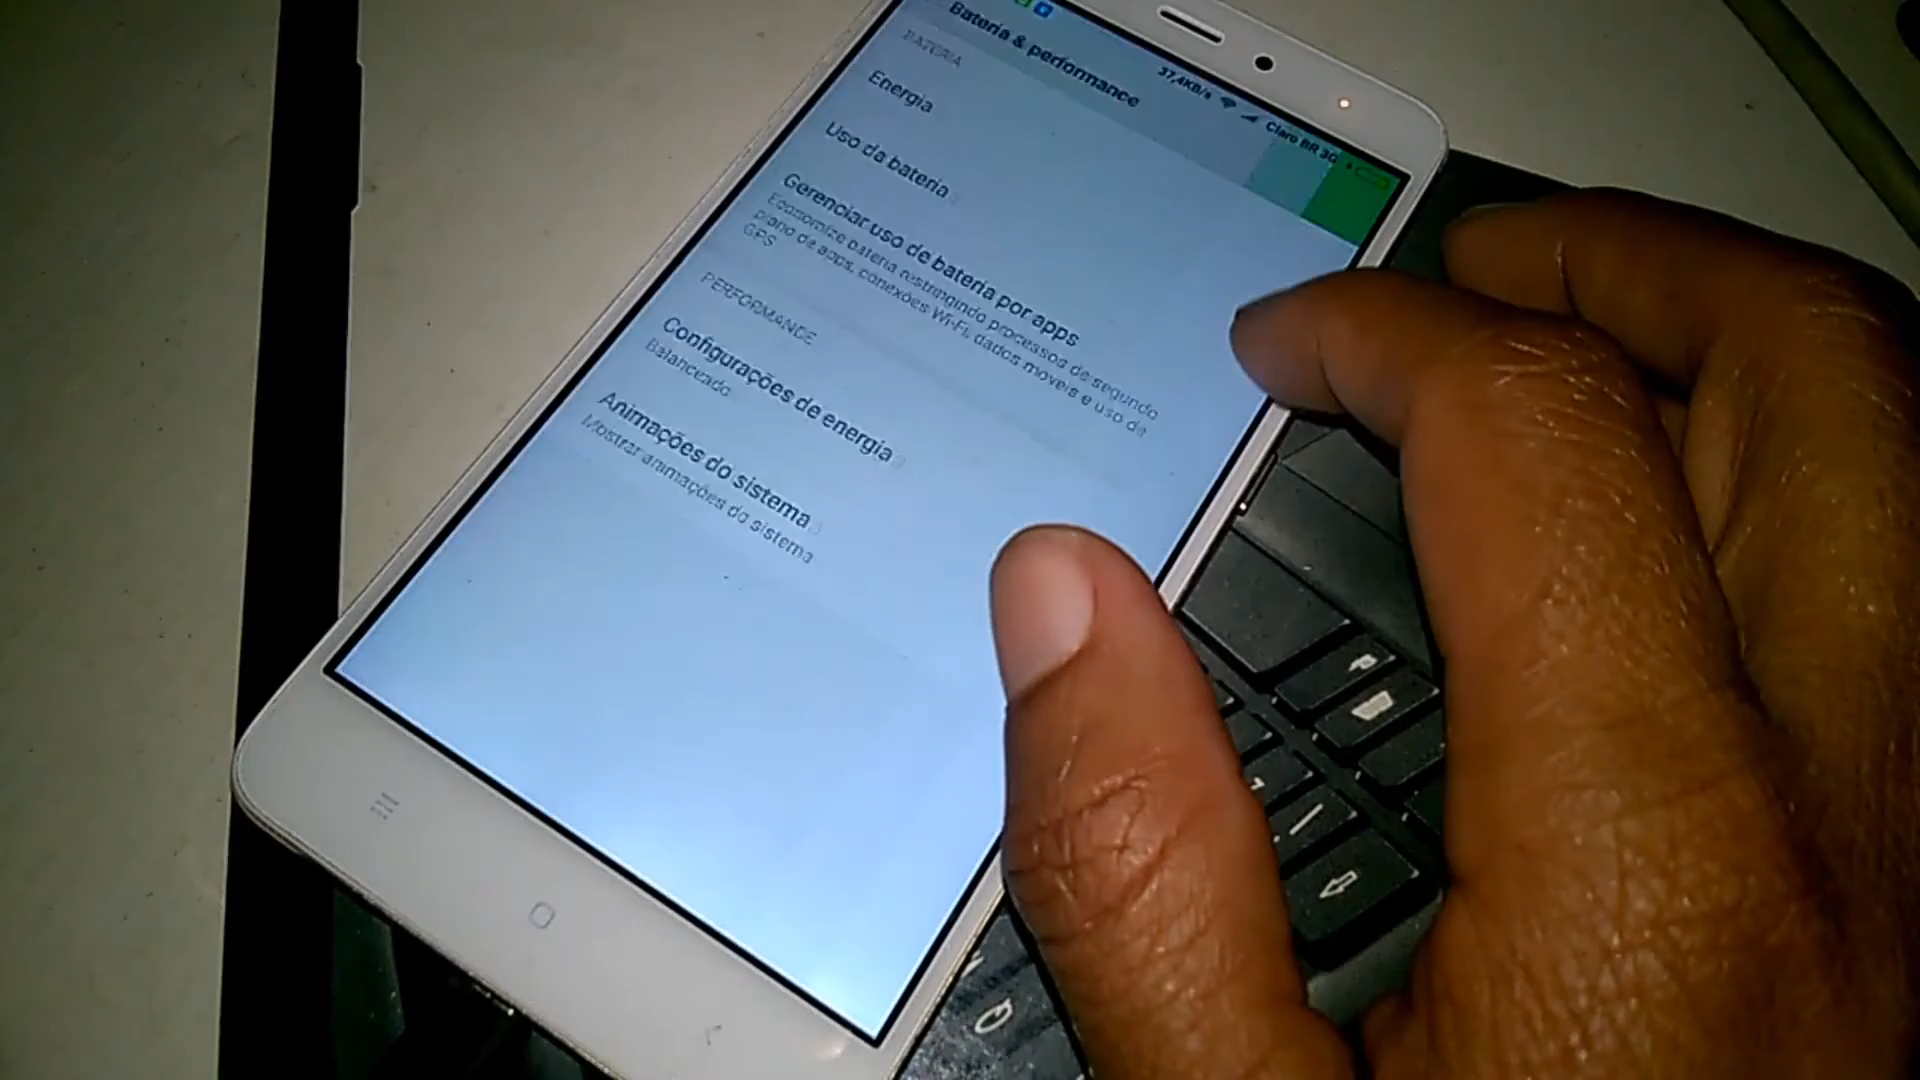 37,4KB/s Claro BR 3G
Bateria & performance
BATERIA
Energia
Uso da bateria
Gerenciar uso de bateria por apps
Economize bateria restringindo processos de segundo
plano de apps, conexões Wi-Fi, dados móveis e uso de
GPS
PERFORMANCE
Configurações de energia
Balanceado
Animações do sistema
Mostrar animações do sistema
Q